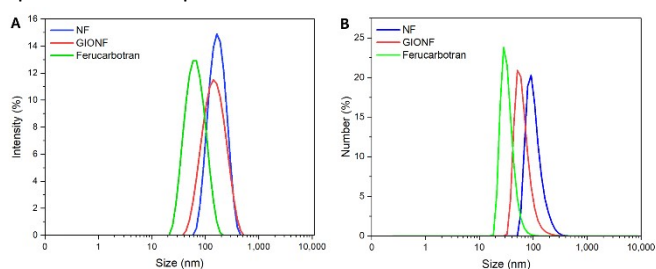 A
NF
GIONF
Ferucarbotran
Intensity (%)
16
14
12
10
8
6
4
2
0
0
1
10
100
1,000
10,000
Size (nm)
B
NF
GIONF
Ferucarbotran
Number (%)
25
20
15
10
5
0
0
1
10
100
1,000
10,000
Size (nm)